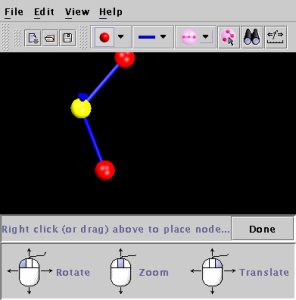 File Edit View Help
Right click (or drag) above to place node... Done
Rotate Zoom Translate